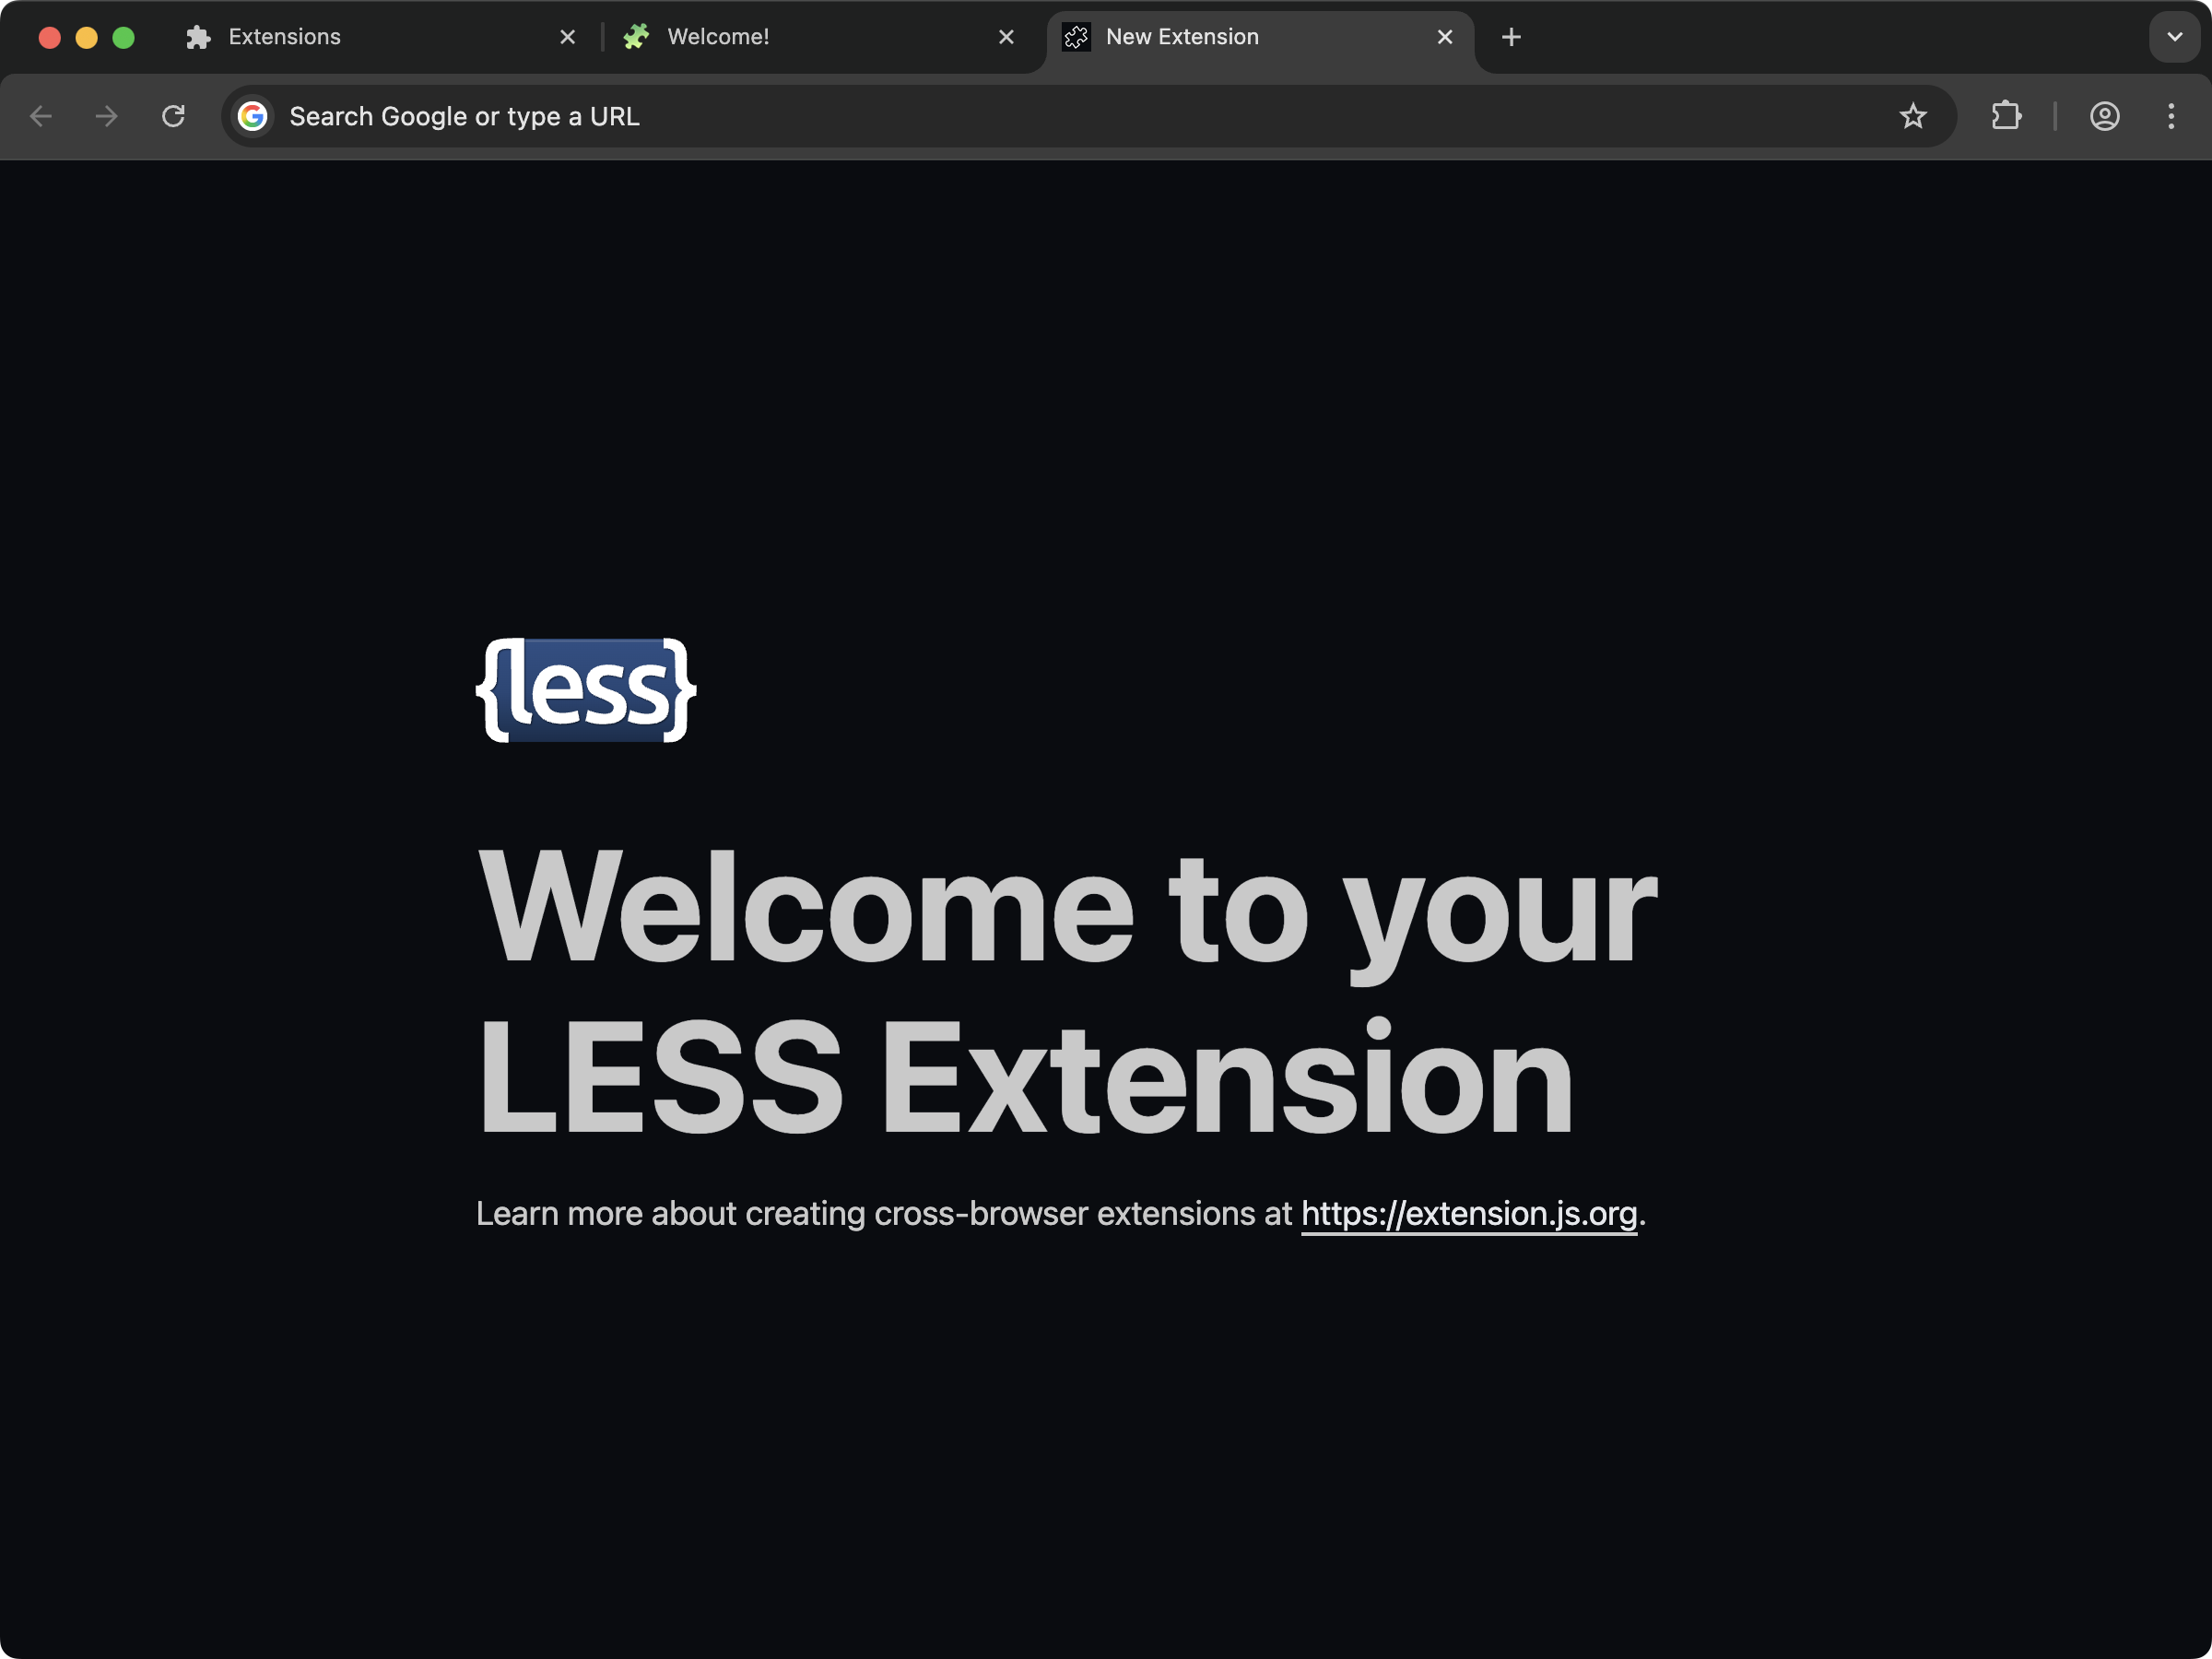 Extensions
Welcome!
New Extension
Search Google or type a URL
{less}
Welcome to your
LESS Extension
Learn more about creating cross-browser extensions at https://extension.js.org.